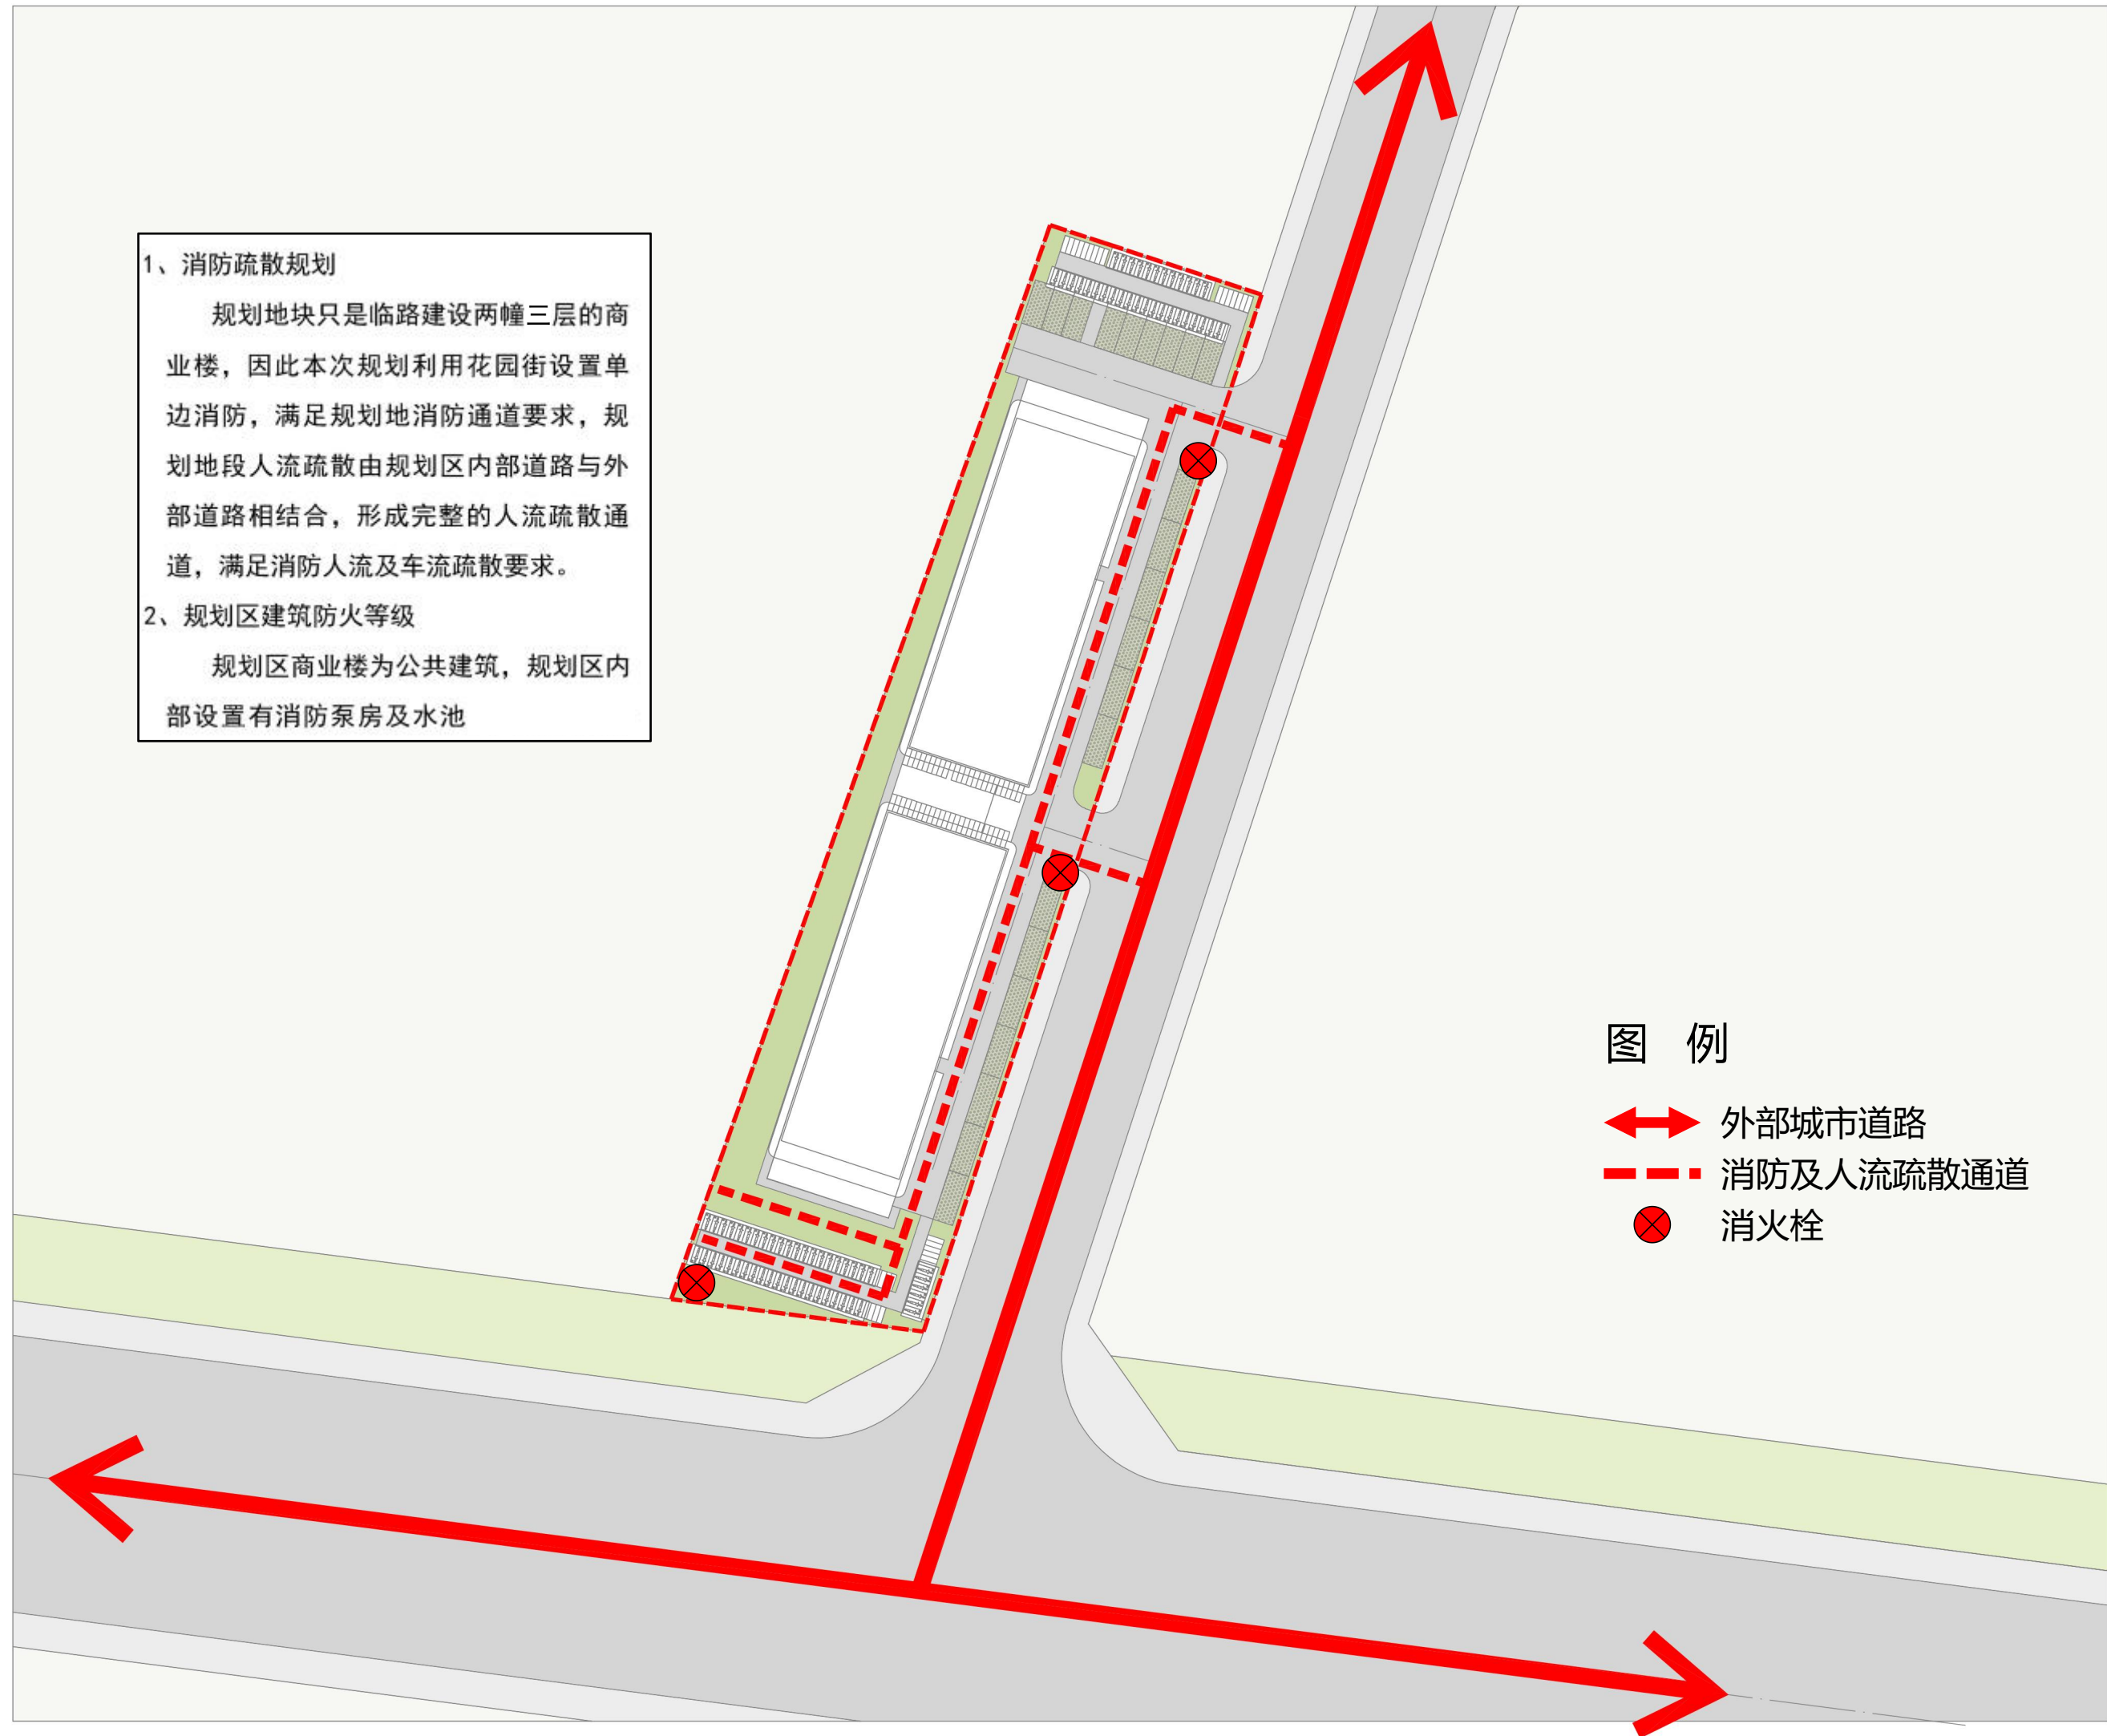 1、消防疏散规划
规划地块只是临路建设两幢三层的商
业楼，因此本次规划利用花园街设置单
边消防，满足规划地消防通道要求，规
划地段人流疏散由规划区内部道路与外
部道路相结合，形成完整的人流疏散通
道，满足消防人流及车流疏散要求。
2、规划区建筑防火等级
规划区商业楼为公共建筑，规划区内
部设置有消防泵房及水池
图 例
外部城市道路
消防及人流疏散通道
消火栓